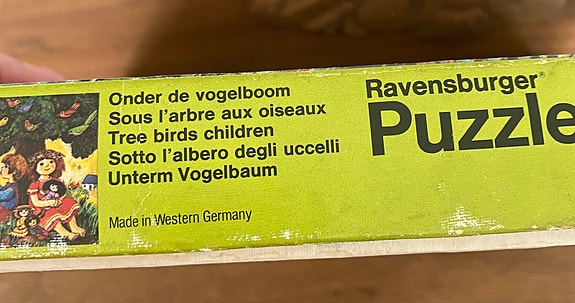 Onder de vogelboom
Sous l'arbre aux oiseaux
Tree birds children
Sotto l'albero degli uccelli
Unterm Vogelbaum
Made in Western Germany
Ravensburger®
Puzzle